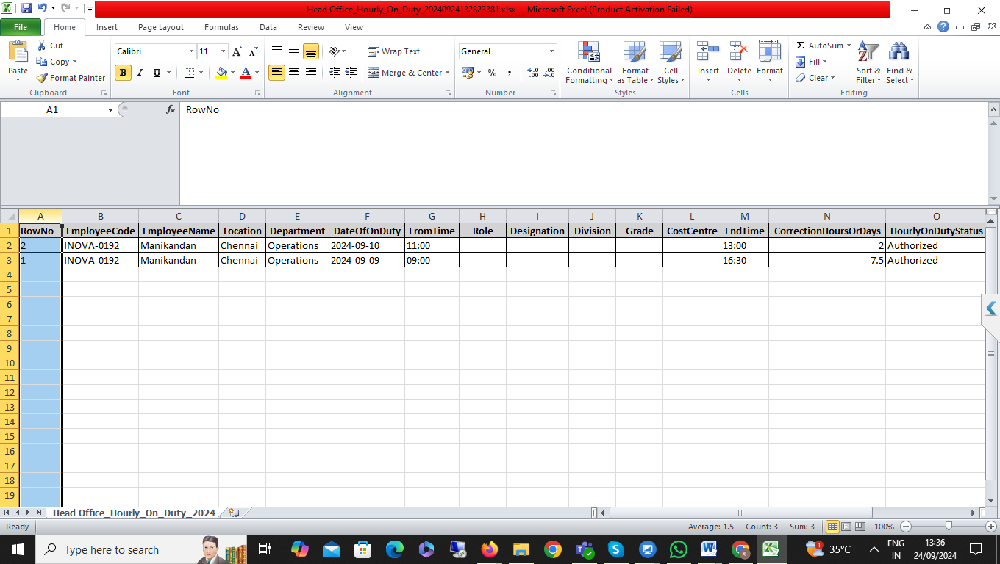 Head Office_Hourly_On_Duty_20240924132823381.xlsx - Microsoft Excel (Product Activation Failed)
File Home Insert Page Layout Formulas Data Review View
Paste
Cut
Copy
Format Painter
Clipboard
Calibri 11
B I U
Font
Wrap Text
Merge & Center
Alignment
General
%
Number
Conditional Formatting
Format as Table
Cell Styles
Styles
Insert Delete Format
Cells
Σ AutoSum
Fill
Clear
Sort & Filter
Find & Select
Editing
A1 fx RowNo
A B C D E F G H I J K L M N O
1 RowNo EmployeeCode EmployeeName Location Department DateOfOnDuty FromTime Role Designation Division Grade CostCentre EndTime CorrectionHoursOrDays HourlyOnDutyStatus
2 2 INOVA-0192 Manikandan Chennai Operations 2024-09-10 11:00 13:00 2 Authorized
3 1 INOVA-0192 Manikandan Chennai Operations 2024-09-09 09:00 16:30 7.5 Authorized
4
5
6
7
8
9
10
11
12
13
14
15
16
17
18
19
Head Office_Hourly_On_Duty_2024
Ready Average: 1.5 Count: 3 Sum: 3 100%
Type here to search 1 35°C ENG IN 13:36 24/09/2024